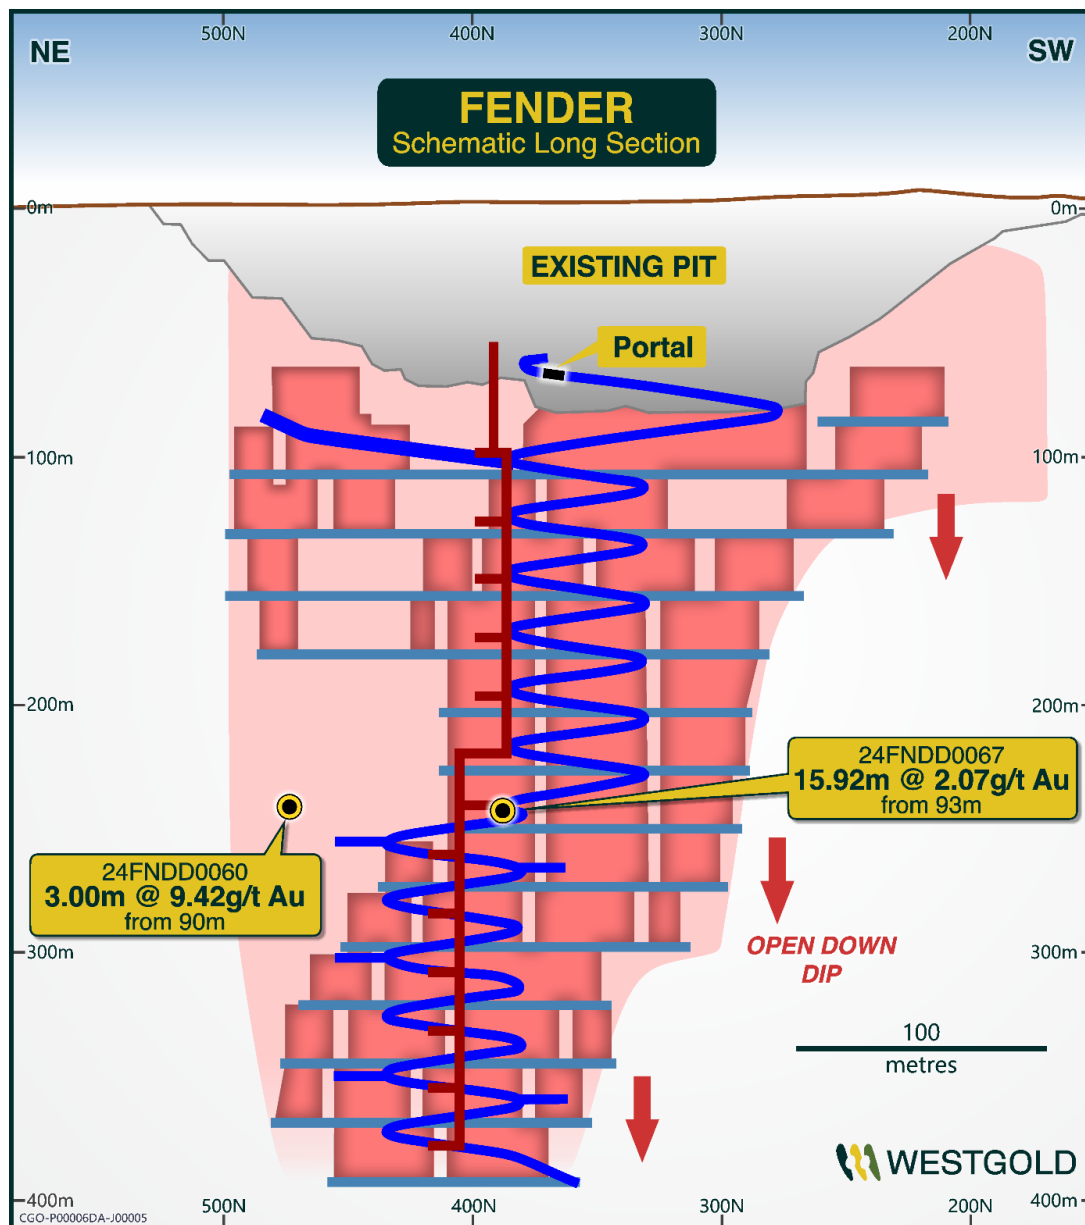 500N 400N 300N 200N
NE SW
FENDER
Schematic Long Section
0m 0m
EXISTING PIT
Portal
100m 100m
200m 200m
24FNDD0067
15.92m @ 2.07g/t Au
from 93m
24FNDD0060
3.00m @ 9.42g/t Au
from 90m
OPEN DOWN
DIP
300m 300m
100
metres
WESTGOLD
400m 400m
500N 400N 300N 200N
CGO-P00006DA-J00005